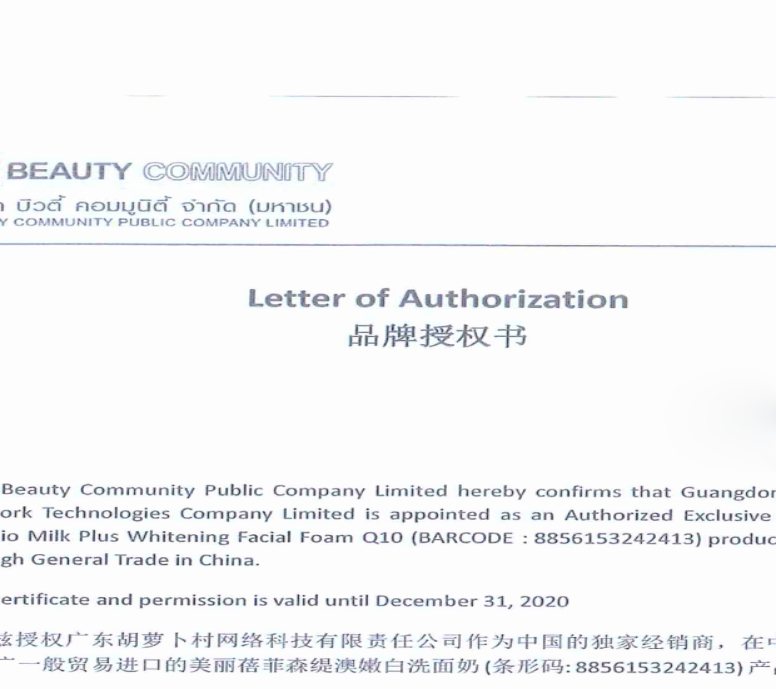 BEAUTY COMMUNITY
บิวตี้ คอมมูนิตี้ จำกัด (มหาชน)
Y COMMUNITY PUBLIC COMPANY LIMITED
Letter of Authorization
品牌授权书
Beauty Community Public Company Limited hereby confirms that Guangdon
ork Technologies Company Limited is appointed as an Authorized Exclusive
io Milk Plus Whitening Facial Foam Q10 (BARCODE : 8856153242413) produc
gh General Trade in China.
ertificate and permission is valid until December 31, 2020
兹授权广东胡萝卜村网络科技有限责任公司作为中国的独家经销商，在中
广一般贸易进口的美丽蓓菲森缇澳嫩白洗面奶(条形码:8856153242413)产品